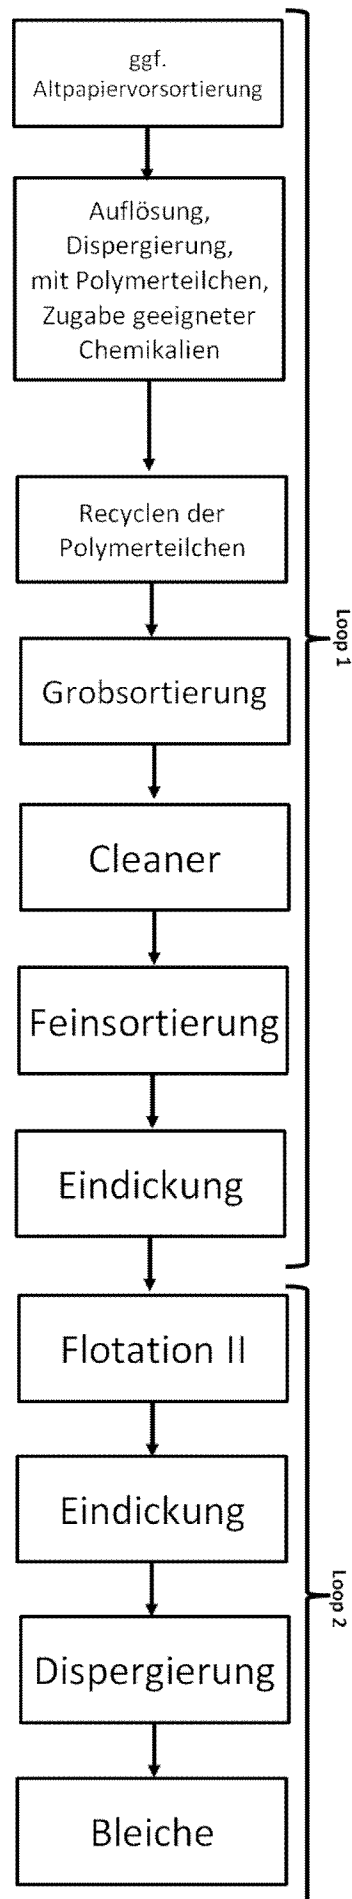 ggf.
Altpapiervorsortierung
Auflösung,
Dispergierung,
mit Polymerteilchen,
Zugabe geeigneter
Chemikalien
Recyclen der
Polymerteilchen
Grobsortierung
Cleaner
Feinsortierung
Eindickung
Loop 1
Flotation II
Eindickung
Dispergierung
Bleiche
Loop 2